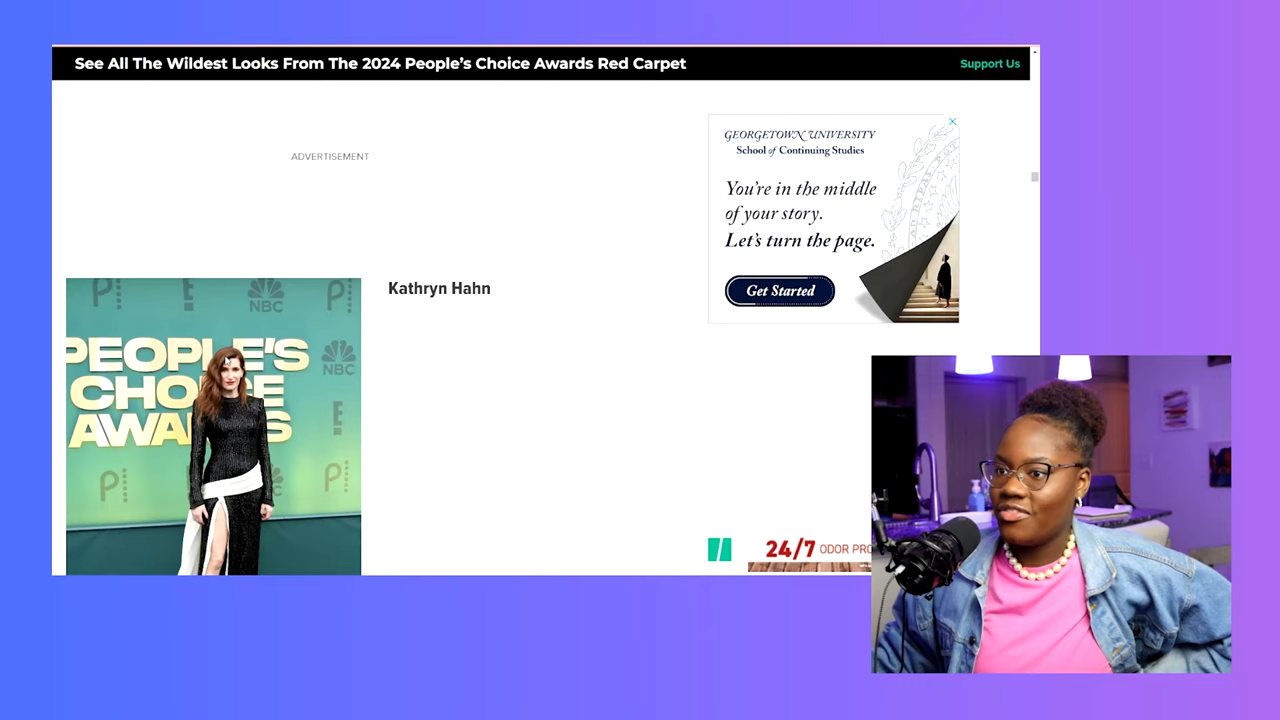 See All The Wildest Looks From The 2024 People's Choice Awards Red Carpet
Support Us
ADVERTISEMENT
GEORGETOWN UNIVERSITY
School of Continuing Studies
You're in the middle
of your story.
Let's turn the page.
Get Started
Kathryn Hahn
NBC
E
PEOPLE'S
CHOICE
AWARDS
NBC
E
24/7 ODOR PRO